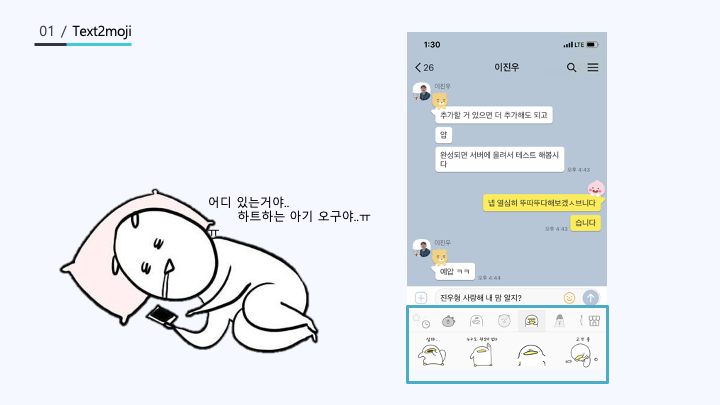 01 / Text2moji
어디 있는거야..
하트하는 아기 오구야..ㅠ
ㅠ
1:30
LTE
26
이진우
이진우
추가할 거 있으면 더 추가해도 되고
암
완성되면 서버에 올려서 테스트 해봅시
다
오후 4:42
넵 열심히 뚜따뚜다해보겠ㅅ브니다
습니다
오후 4:43
이진우
예압 ㅋㅋ
오후 4:44
진우형 사랑해 내 맘 알지?